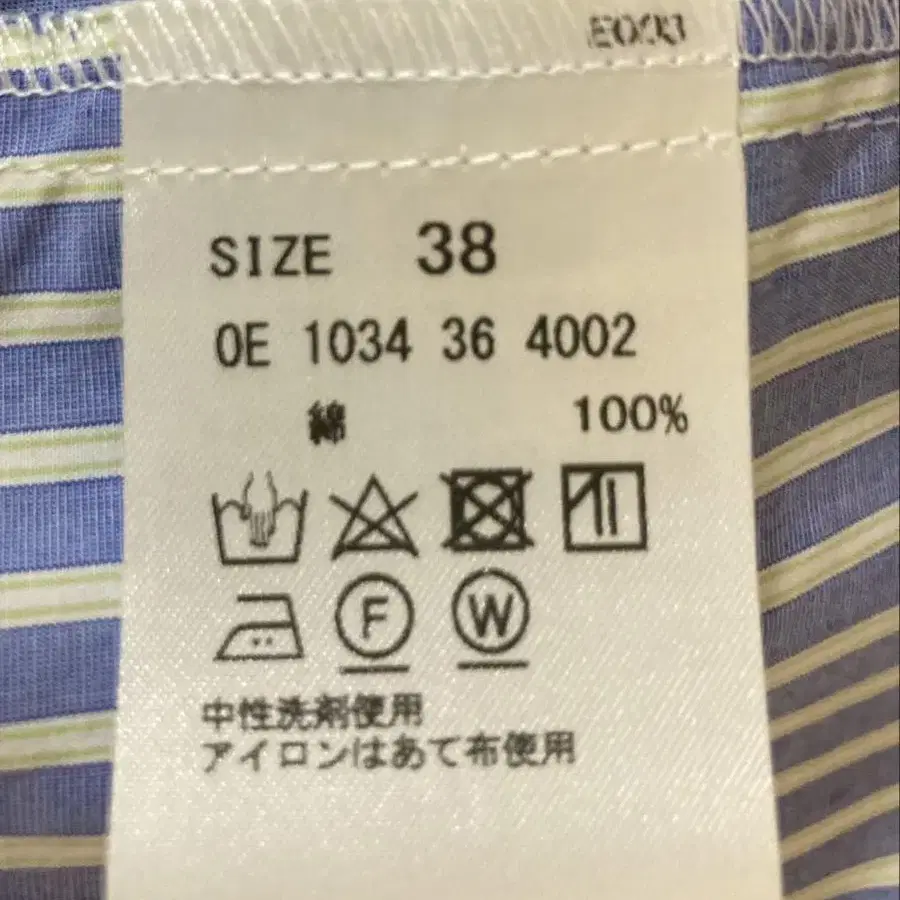 SIZE 38
0E 1034 36 4002
綿 100%
F W
中性洗剤使用
アイロンはあて布使用